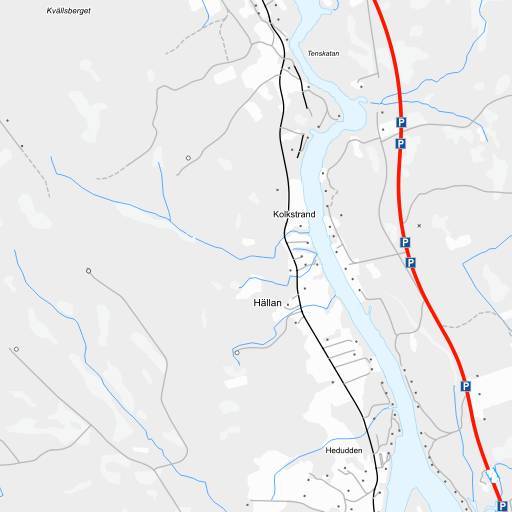 Kvällsberget
Tenskatan
P
P
Kolkstrand
P
P
Hällan
P
Hedudden
P